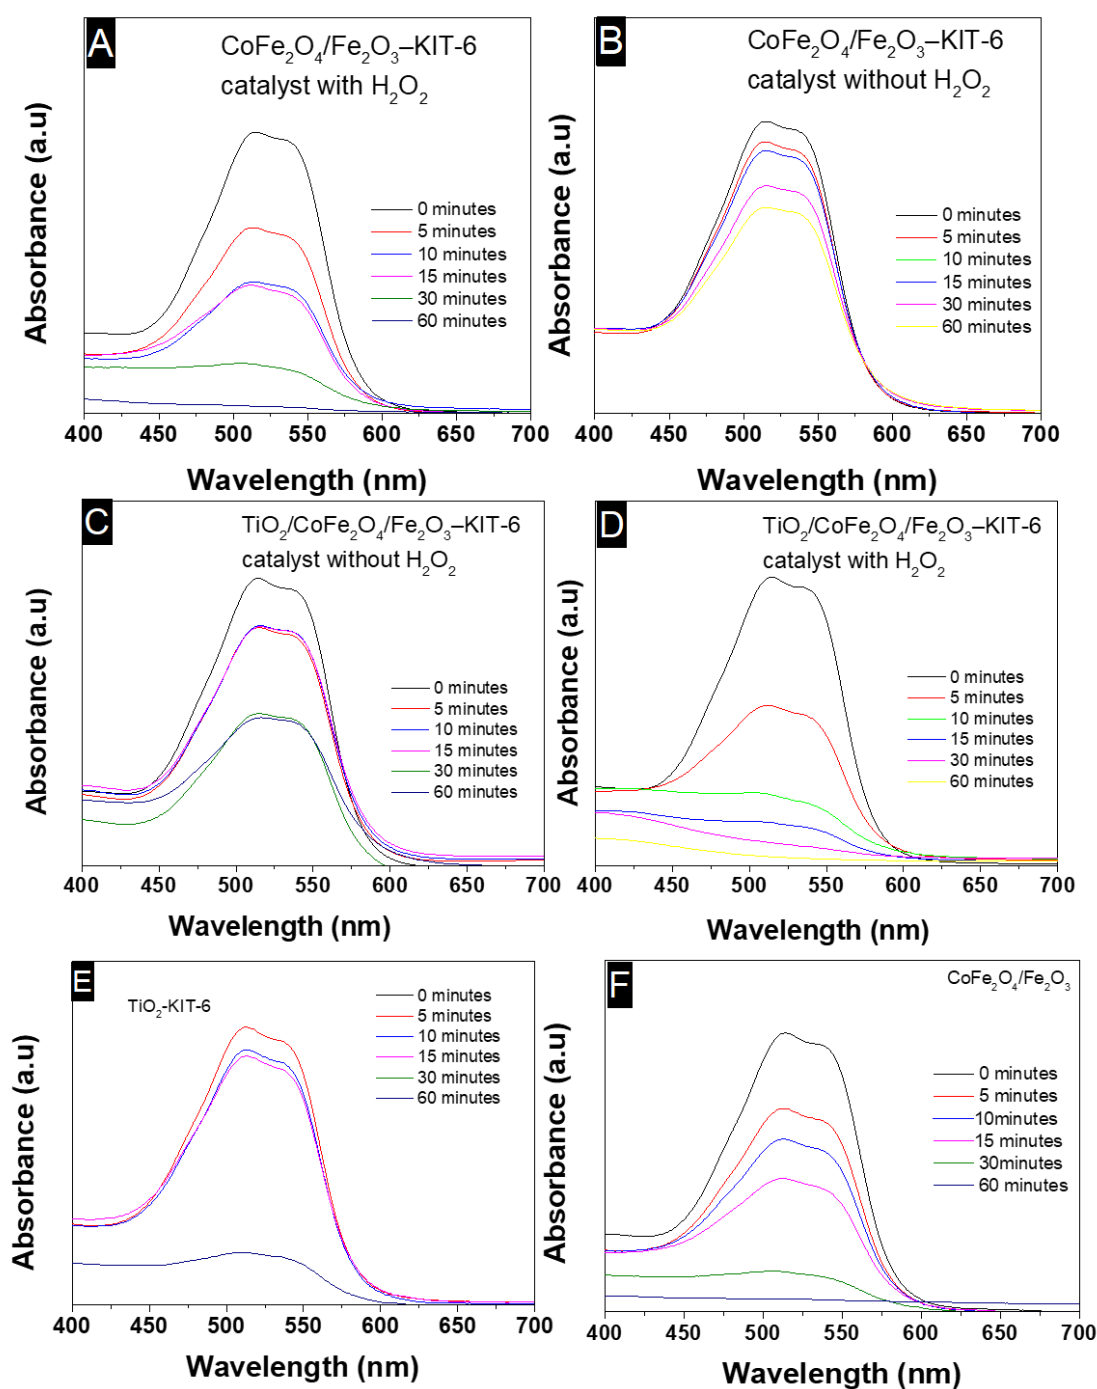 A
CoFe₂O₄/Fe₂O₃–KIT-6
catalyst with H₂O₂
Absorbance (a.u)
0 minutes
5 minutes
10 minutes
15 minutes
30 minutes
60 minutes
400 450 500 550 600 650 700
Wavelength (nm)
B
CoFe₂O₄/Fe₂O₃–KIT-6
catalyst without H₂O₂
Absorbance (a.u)
0 minutes
5 minutes
10 minutes
15 minutes
30 minutes
60 minutes
400 450 500 550 600 650 700
Wavelength (nm)
C
TiO₂/CoFe₂O₄/Fe₂O₃–KIT-6
catalyst without H₂O₂
Absorbance (a.u)
0 minutes
5 minutes
10 minutes
15 minutes
30 minutes
60 minutes
400 450 500 550 600 650 700
Wavelength (nm)
D
TiO₂/CoFe₂O₄/Fe₂O₃–KIT-6
catalyst with H₂O₂
Absorbance (a.u)
0 minutes
5 minutes
10 minutes
15 minutes
30 minutes
60 minutes
400 450 500 550 600 650 700
Wavelength (nm)
E
TiO₂-KIT-6
Absorbance (a.u)
0 minutes
5 minutes
10 minutes
15 minutes
30 minutes
60 minutes
400 450 500 550 600 650 700
Wavelength (nm)
F
CoFe₂O₄/Fe₂O₃
Absorbance (a.u)
0 minutes
5 minutes
10minutes
15 minutes
30minutes
60 minutes
400 450 500 550 600 650 700
Wavelength (nm)